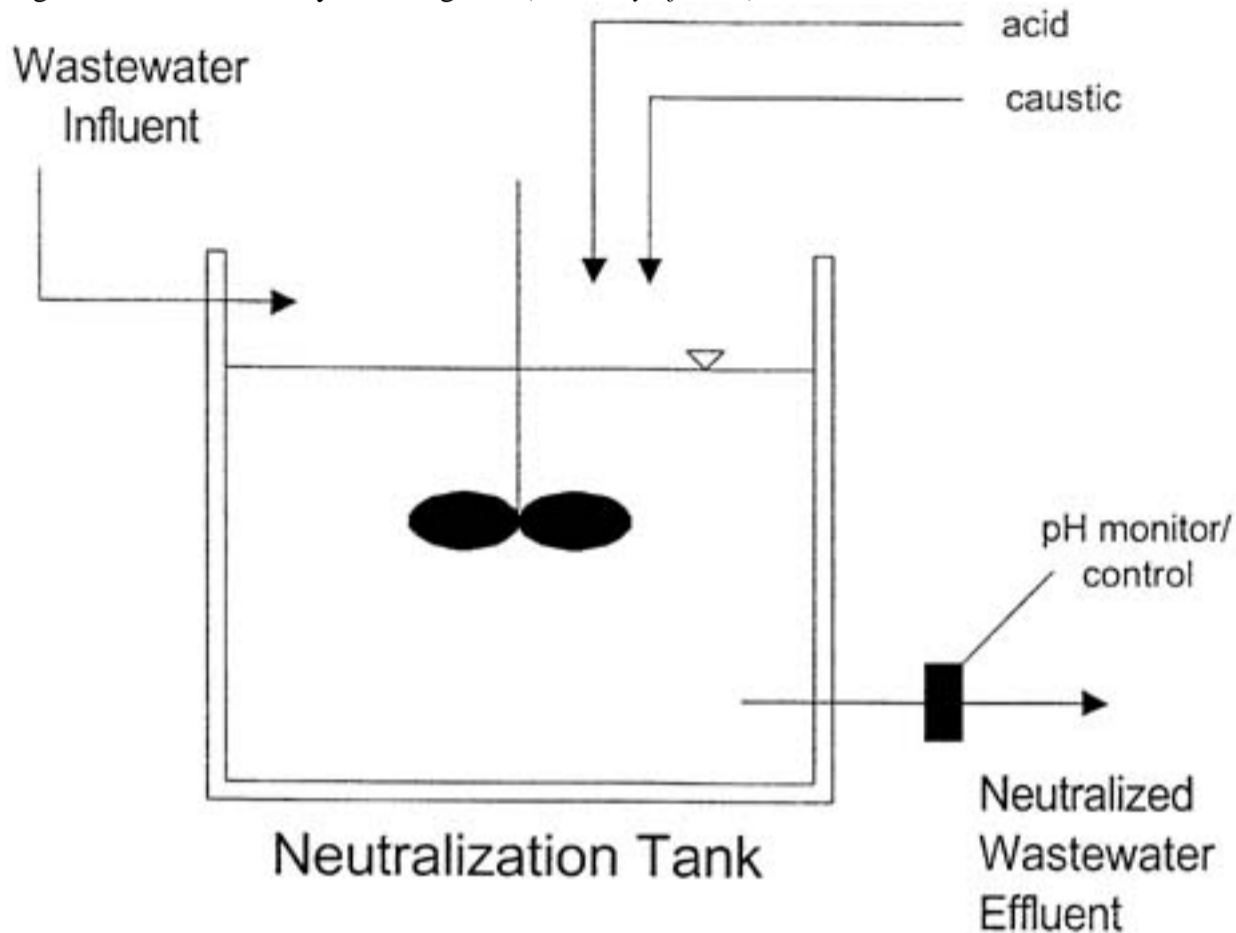 acid
caustic
Wastewater
Influent
pH monitor/
control
Neutralized
Wastewater
Effluent
Neutralization Tank